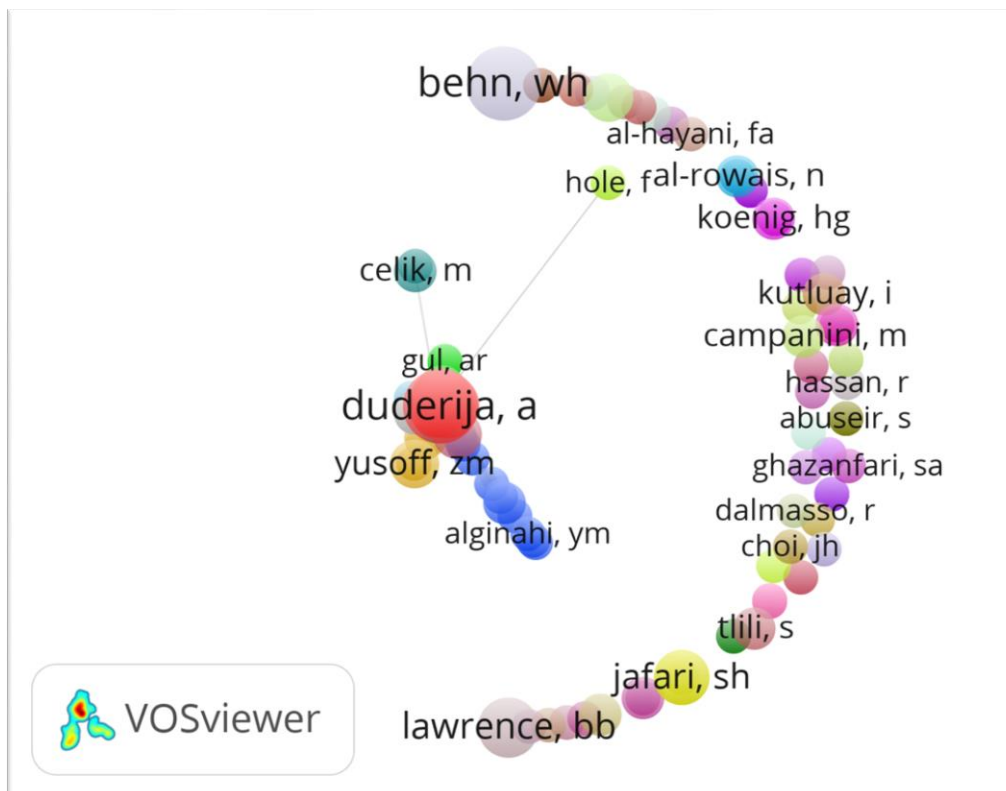 behn, wh
al-hayani, fa
hole, f
al-rowais, n
koenig, hg
celik, m
kutluay, i
campanini, m
gul, ar
hassan, r
duderija, a
abuseir, s
yusoff, zm
ghazanfari, sa
dalmasso, r
alginahi, ym
choi, jh
tlili, s
jafari, sh
VOSviewer
lawrence, bb